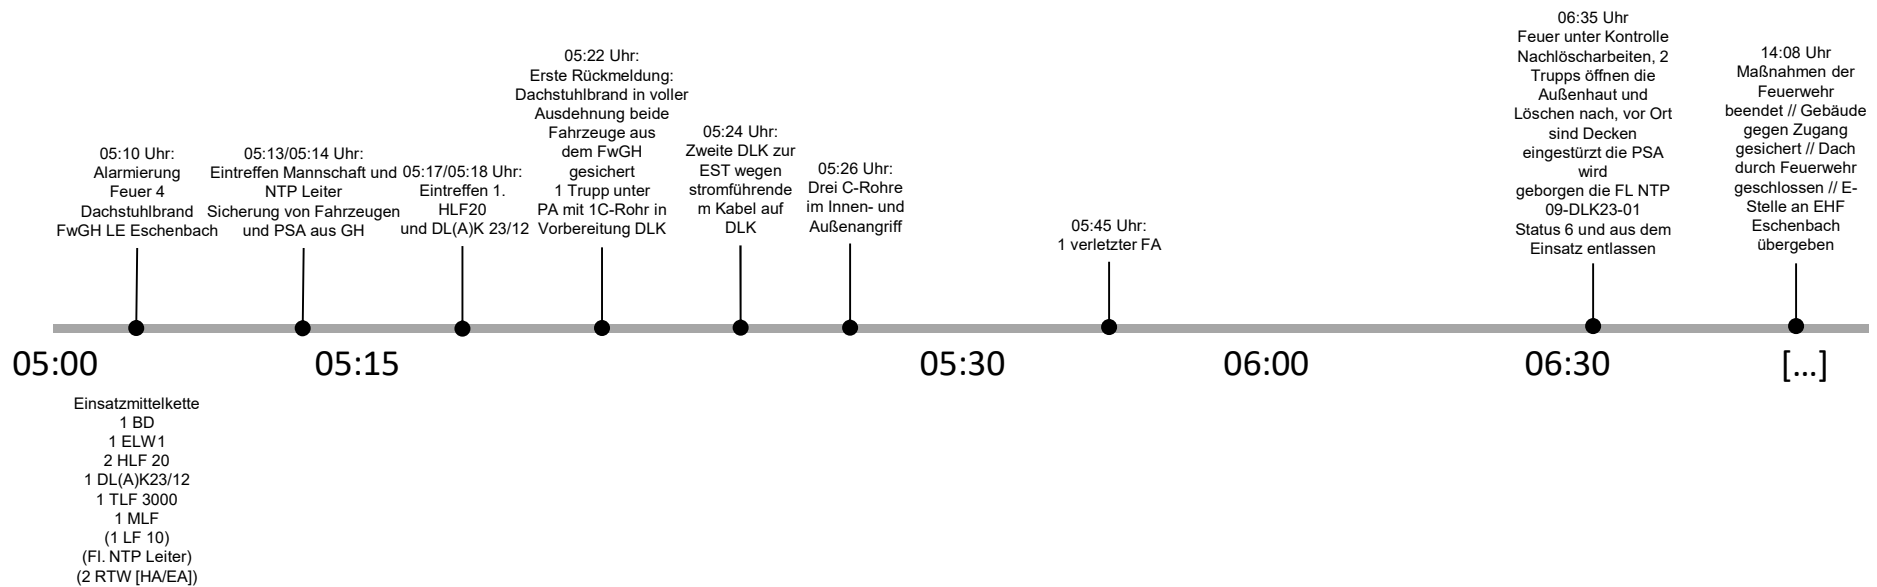 05:10 Uhr:
Alarmierung
Feuer 4
Dachstuhlbrand
FwGH LE Eschenbach
05:13/05:14 Uhr:
Eintreffen Mannschaft und
NTP Leiter
Sicherung von Fahrzeugen
und PSA aus GH
05:17/05:18 Uhr:
Eintreffen 1.
HLF20
und DL(A)K 23/12
05:22 Uhr:
Erste Rückmeldung:
Dachstuhlbrand in voller
Ausdehnung beide
Fahrzeuge aus
dem FwGH
gesichert
1 Trupp unter
PA mit 1C-Rohr in
Vorbereitung DLK
05:24 Uhr:
Zweite DLK zur
EST wegen
stromführende
m Kabel auf
DLK
05:26 Uhr:
Drei C-Rohre
im Innen- und
Außenangriff
05:45 Uhr:
1 verletzter FA
06:35 Uhr
Feuer unter Kontrolle
Nachlöscharbeiten, 2
Trupps öffnen die
Außenhaut und
Löschen nach, vor Ort
sind Decken
eingestürzt die PSA
wird
geborgen die FL NTP
09-DLK23-01
Status 6 und aus dem
Einsatz entlassen
14:08 Uhr
Maßnahmen der
Feuerwehr
beendet // Gebäude
gegen Zugang
gesichert // Dach
durch Feuerwehr
geschlossen // E-
Stelle an EHF
Eschenbach
übergeben
05:00
05:15
05:30
06:00
06:30
[...]
Einsatzmittelkette
1 BD
1 ELW1
2 HLF 20
1 DL(A)K23/12
1 TLF 3000
1 MLF
(1 LF 10)
(Fl. NTP Leiter)
(2 RTW [HA/EA])